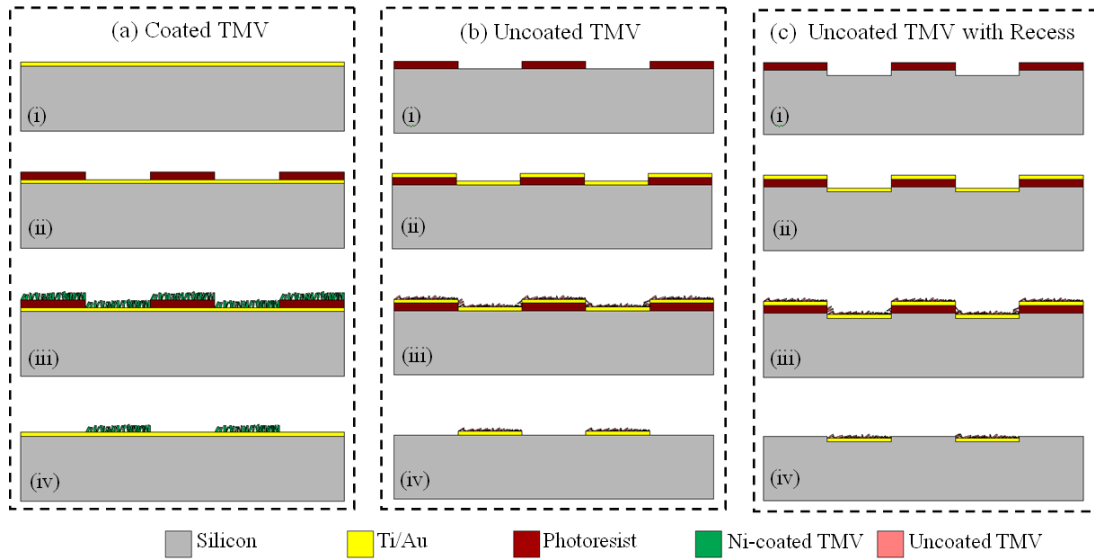 (a) Coated TMV
(i)
(ii)
(iii)
(iv)
(b) Uncoated TMV
(i)
(ii)
(iii)
(iv)
(c) Uncoated TMV with Recess
(i)
(ii)
(iii)
(iv)
Silicon Ti/Au Photoresist Ni-coated TMV Uncoated TMV